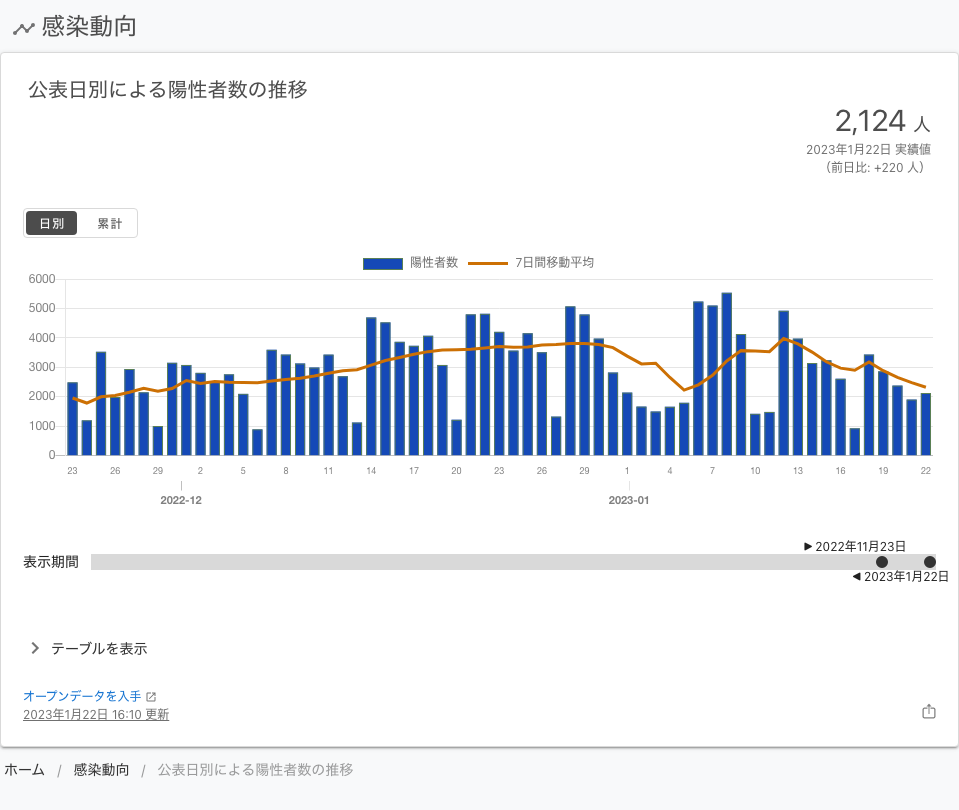 感染動向
公表日別による陽性者数の推移
2,124 人
2023年1月22日 実績値
（前日比: +220 人）
日別 累計
陽性者数 7日間移動平均
6000
5000
4000
3000
2000
1000
0
23 26 29 2 5 8 11 14 17 20 23 26 29 1 4 7 10 13 16 19 22
2022-12 2023-01
▶ 2022年11月23日
表示期間
◀ 2023年1月22日
テーブルを表示
オープンデータを入手
2023年1月22日 16:10 更新
ホーム / 感染動向 / 公表日別による陽性者数の推移